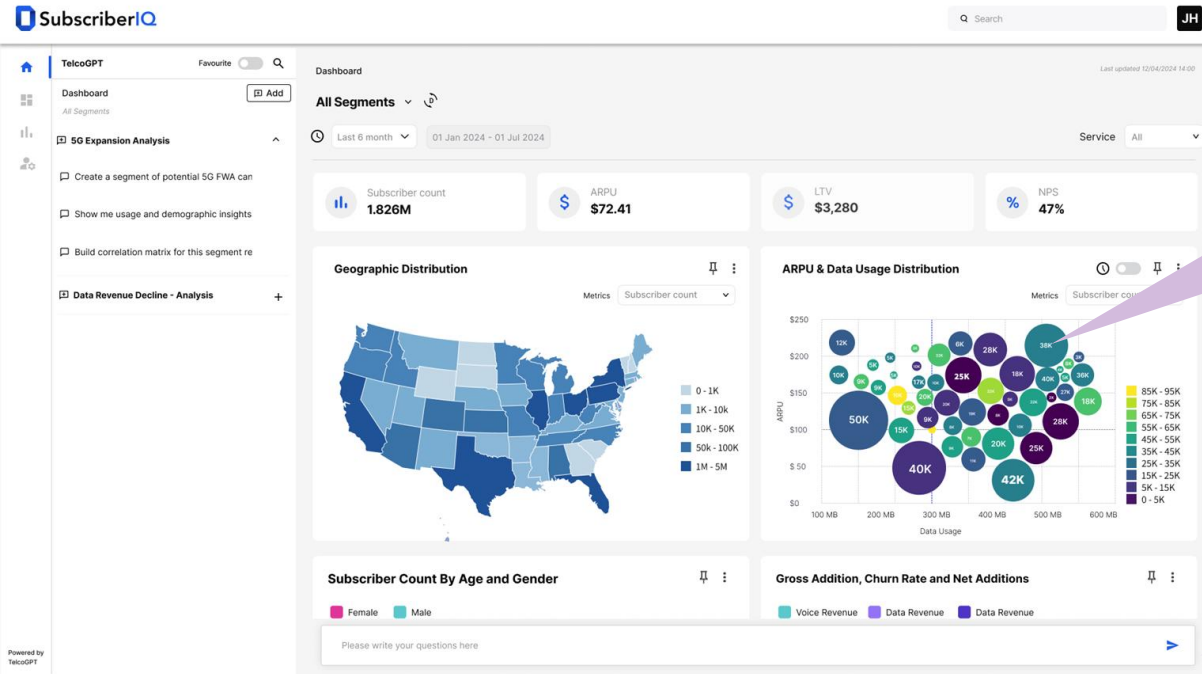 SubscriberIQ
Search
JH
TelcoGPT
Favourite
Dashboard
Add
All Segments
5G Expansion Analysis
Create a segment of potential 5G FWA can
Show me usage and demographic insights
Build correlation matrix for this segment re
Data Revenue Decline - Analysis
Powered by
TelcoGPT
Dashboard
Last updated 12/04/2024 14:00
All Segments
Last 6 month
01 Jan 2024 - 01 Jul 2024
Service
All
Subscriber count
1.826M
ARPU
$72.41
LTV
$3,280
NPS
47%
Geographic Distribution
Metrics
Subscriber count
0 - 1K
1K - 10k
10K - 50K
50k - 100K
1M - 5M
ARPU & Data Usage Distribution
Metrics
Subscriber cou
$250
$200
$150
$100
$ 50
$0
ARPU
12K
6K
28K
38K
5K
10K
9K
8K
17K
25K
18K
40K
36K
20K
18K
50K
15K
9K
28K
20K
25K
40K
42K
100 MB
200 MB
300 MB
400 MB
500 MB
600 MB
Data Usage
85K - 95K
75K - 85K
65K - 75K
55K - 65K
45K - 55K
35K - 45K
25K - 35K
15K - 25K
5K - 15K
0 - 5K
Subscriber Count By Age and Gender
Female
Male
Gross Addition, Churn Rate and Net Additions
Voice Revenue
Data Revenue
Data Revenue
Please write your questions here